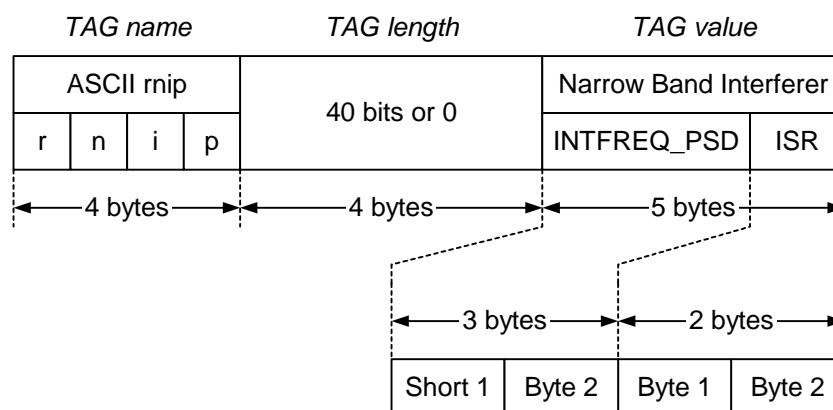 TAG name TAG length TAG value
ASCII rnip 40 bits or 0 Narrow Band Interferer
r n i p INTFREQ_PSD ISR
4 bytes 4 bytes 5 bytes
3 bytes 2 bytes
Short 1 Byte 2 Byte 1 Byte 2